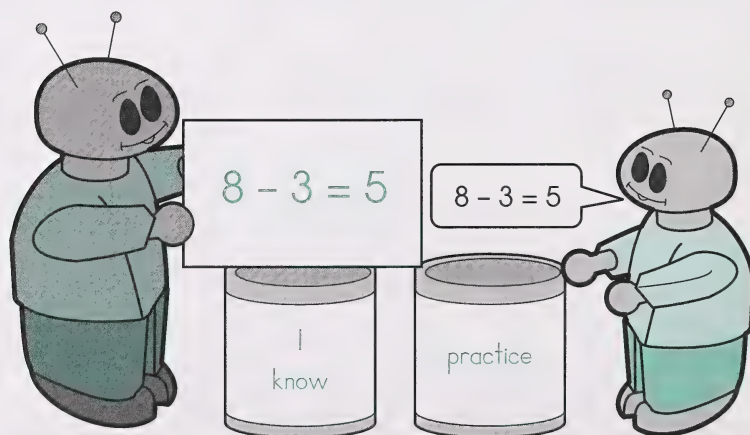 8 – 3 = 5
8 – 3 = 5
I
know
practice